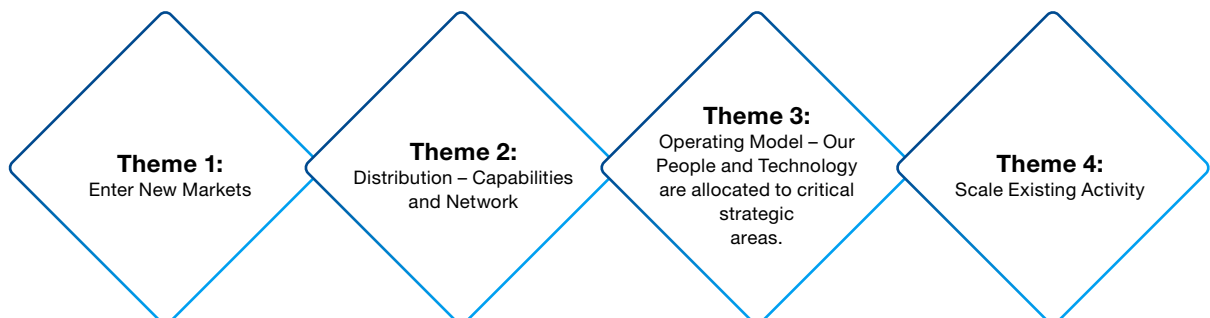 Theme 1:
Enter New Markets
Theme 2:
Distribution – Capabilities
and Network
Theme 3:
Operating Model – Our
People and Technology
are allocated to critical
strategic
areas.
Theme 4:
Scale Existing Activity